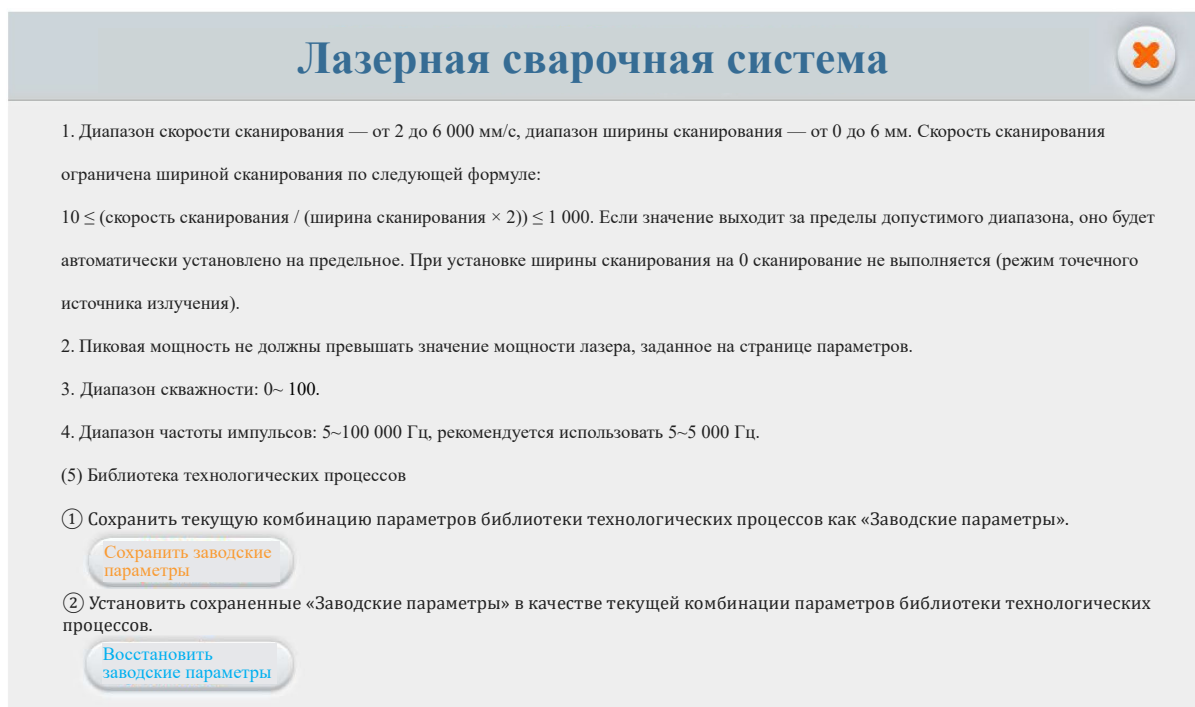 Лазерная сварочная система
1. Диапазон скорости сканирования — от 2 до 6 000 мм/с, диапазон ширины сканирования — от 0 до 6 мм. Скорость сканирования
ограничена шириной сканирования по следующей формуле:
10 ≤ (скорость сканирования / (ширина сканирования × 2)) ≤ 1 000. Если значение выходит за пределы допустимого диапазона, оно будет
автоматически установлено на предельное. При установке ширины сканирования на 0 сканирование не выполняется (режим точечного
источника излучения).
2. Пиковая мощность не должны превышать значение мощности лазера, заданное на странице параметров.
3. Диапазон скважности: 0~ 100.
4. Диапазон частоты импульсов: 5~100 000 Гц, рекомендуется использовать 5~5 000 Гц.
(5) Библиотека технологических процессов
① Сохранить текущую комбинацию параметров библиотеки технологических процессов как «Заводские параметры».
Сохранить заводские
параметры
② Установить сохраненные «Заводские параметры» в качестве текущей комбинации параметров библиотеки технологических
процессов.
Восстановить
заводские параметры